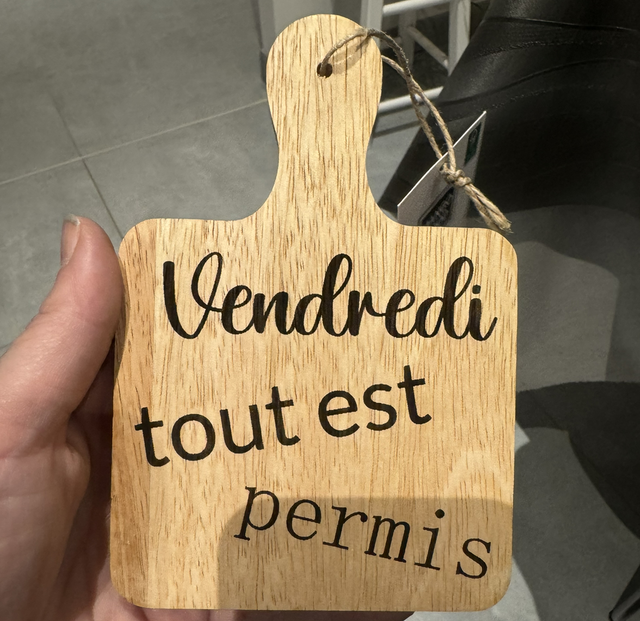 Vendredi
tout est
permis